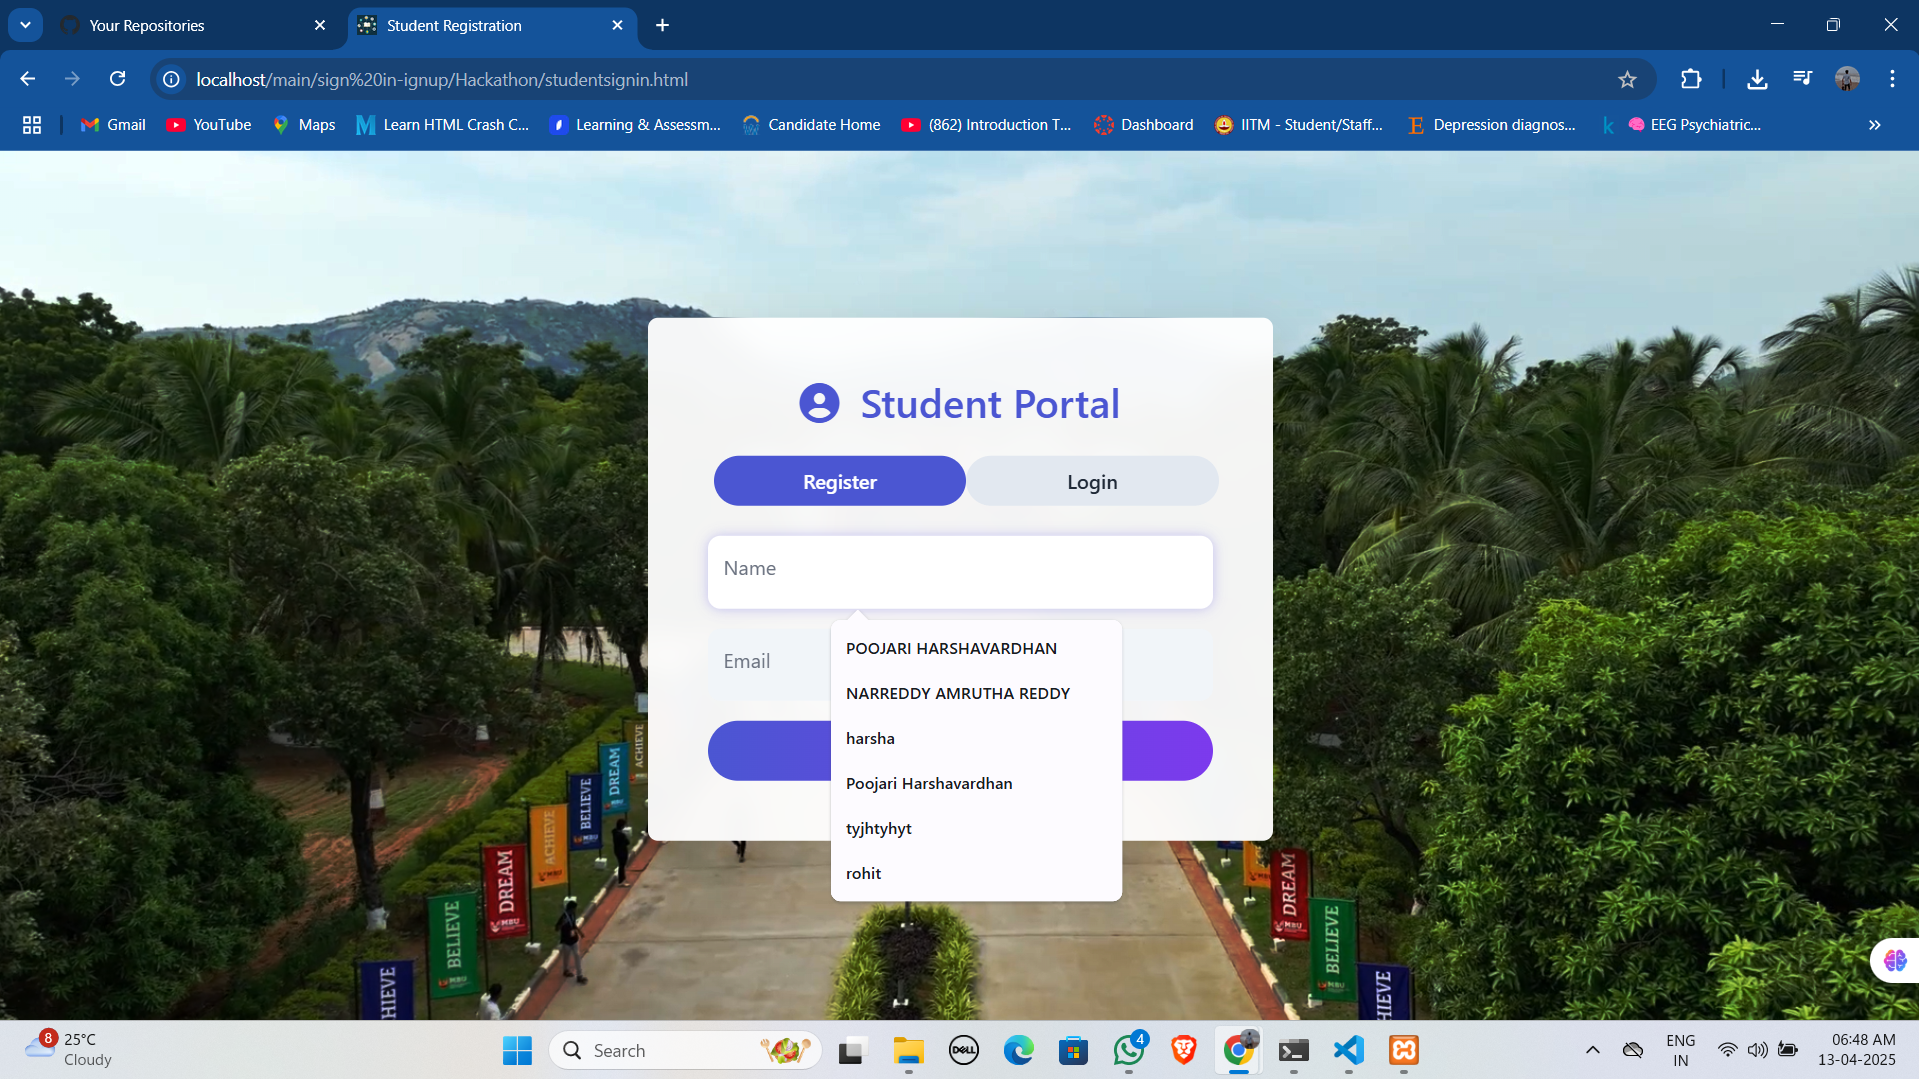 Your Repositories
Student Registration
localhost/main/sign%20in-ignup/Hackathon/studentsignin.html
Gmail
YouTube
Maps
Learn HTML Crash C...
Learning & Assessm...
Candidate Home
(862) Introduction T...
Dashboard
IITM - Student/Staff...
Depression diagnos...
EEG Psychiatric...
Student Portal
Register
Login
Name
Email
POOJARI HARSHAVARDHAN
NARREDDY AMRUTHA REDDY
harsha
Poojari Harshavardhan
tyjhtyhyt
rohit
ACHIEVE
DREAM
BELIEVE
ACHIEVE
DREAM
BELIEVE
ACHIEVE
DREAM
BELIEVE
HIEVE
8
25°C
Cloudy
Search
DELL
4
ENG
IN
06:48 AM
13-04-2025